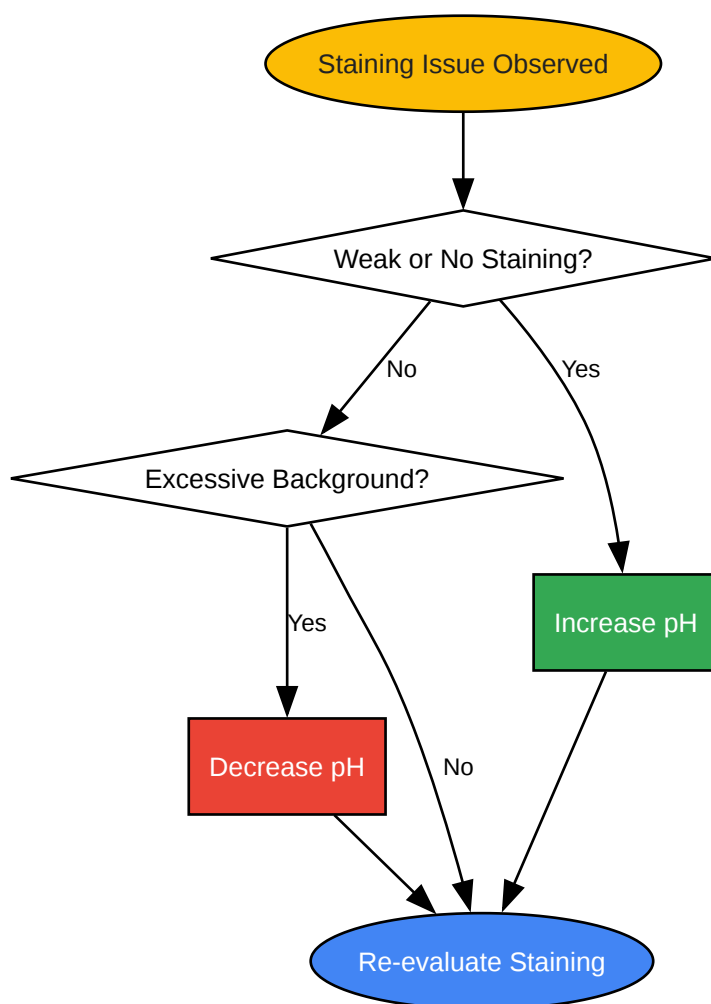 Staining Issue Observed
Weak or No Staining?
No
Yes
Excessive Background?
Yes
Increase pH
Decrease pH
No
Re-evaluate Staining